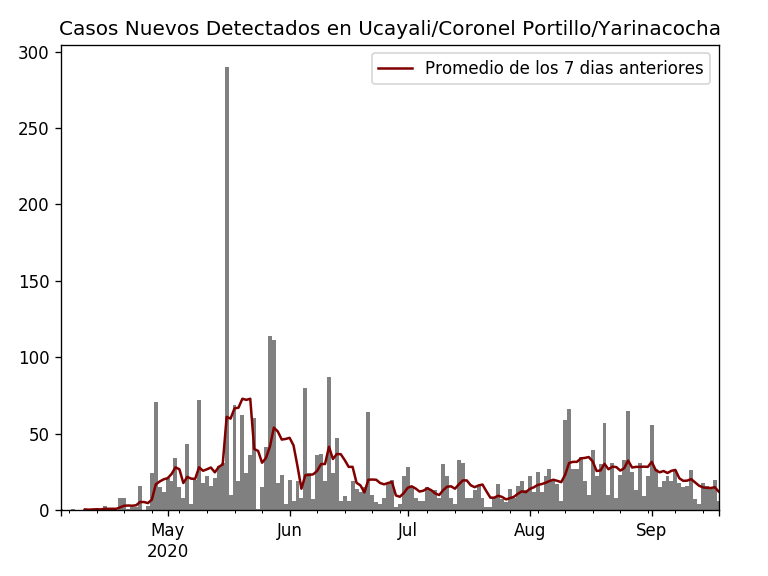 Casos Nuevos Detectados en Ucayali/Coronel Portillo/Yarinacocha
Promedio de los 7 dias anteriores
300
250
200
150
100
50
0
May Jun Jul Aug Sep
2020